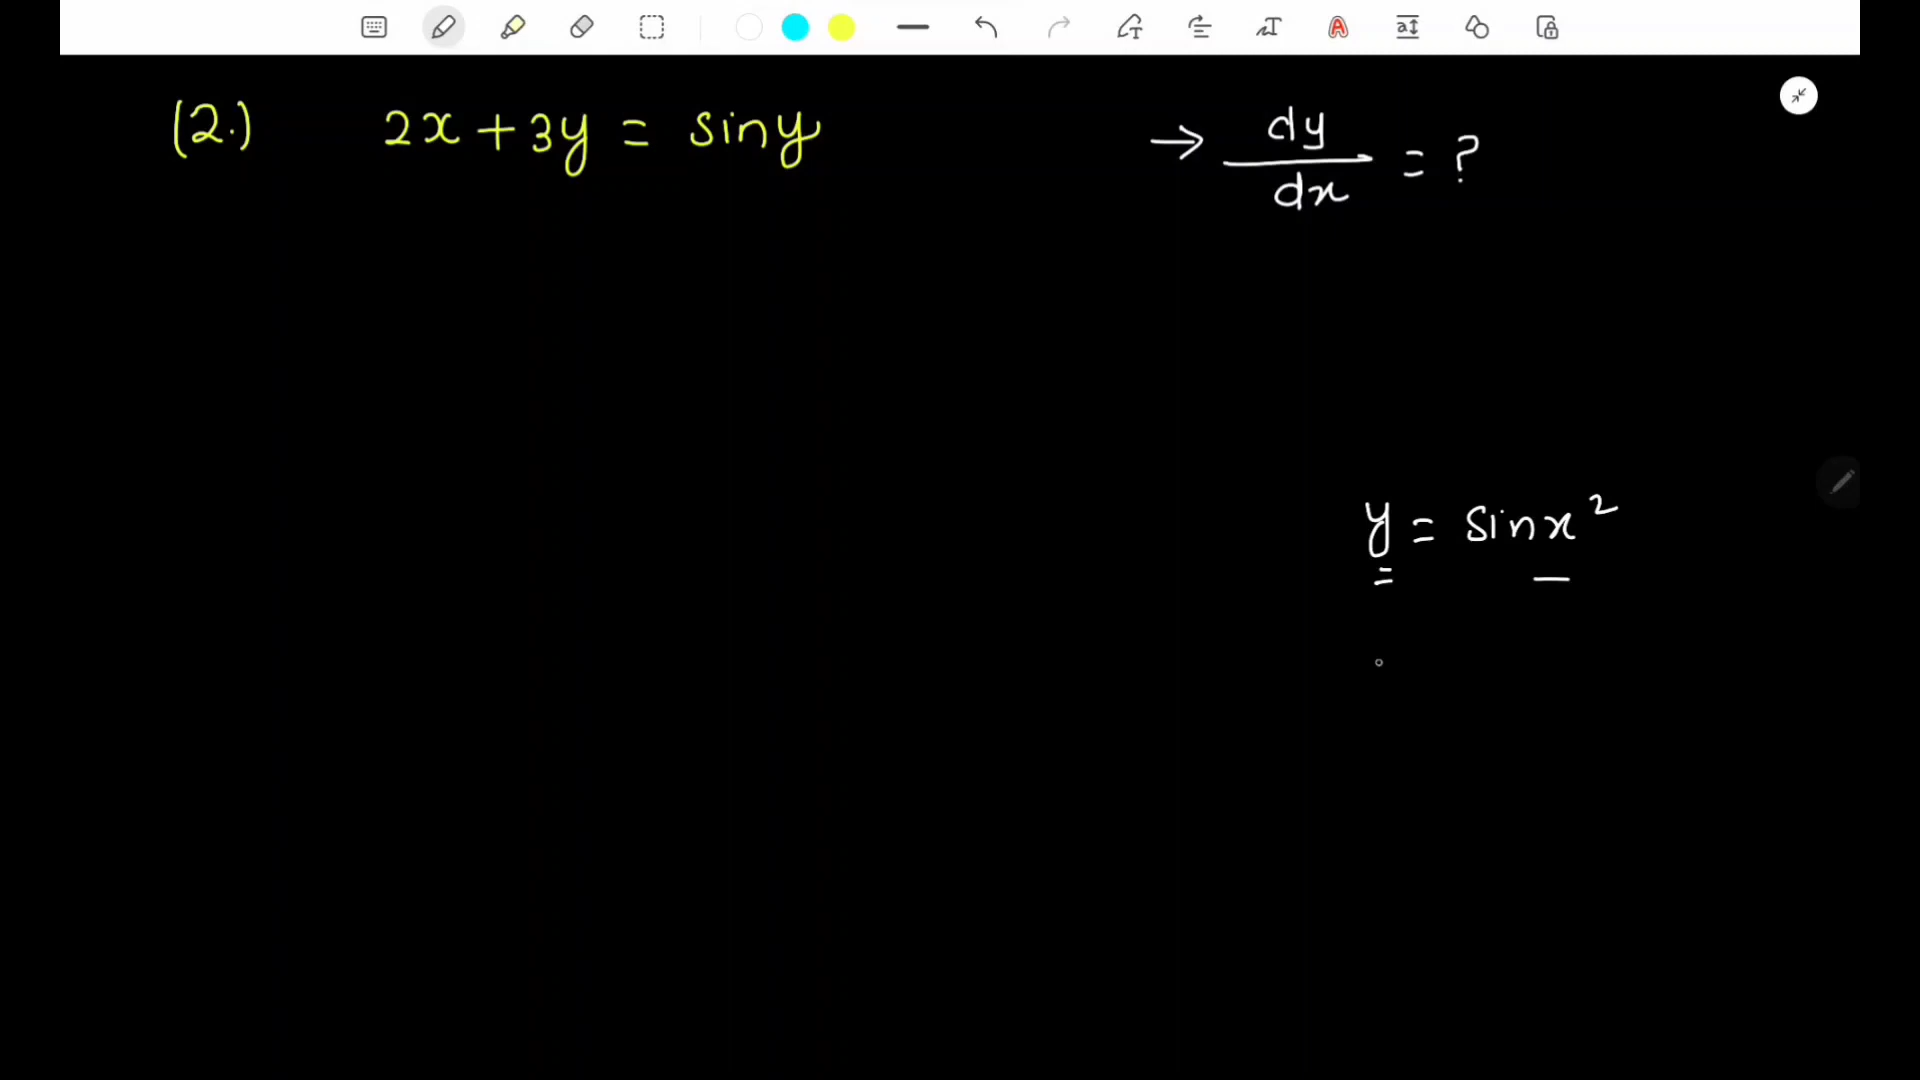 (2.) 2x + 3y = siny → dy/dx = ?
y = sinx²